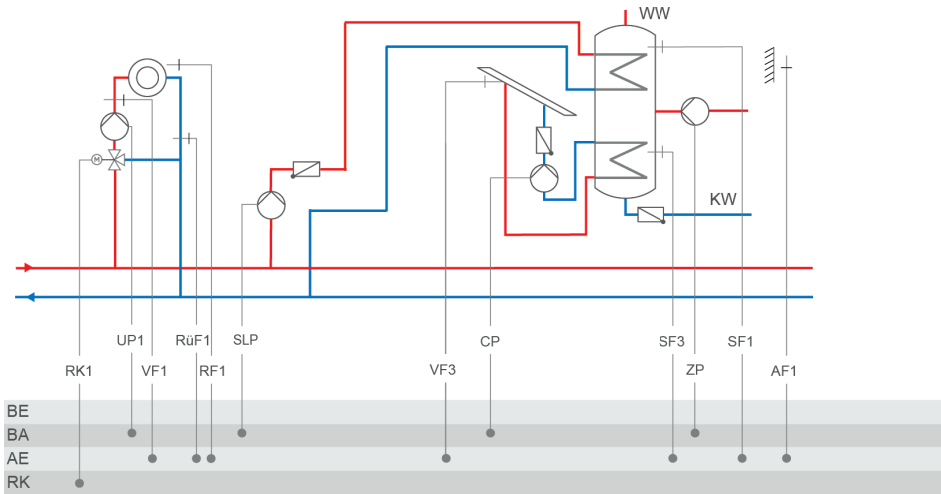 WW
M
KW
UP1 RüF1 SLP CP SF3 SF1
RK1 VF1 RF1 VF3 ZP AF1
BE
BA
AE
RK